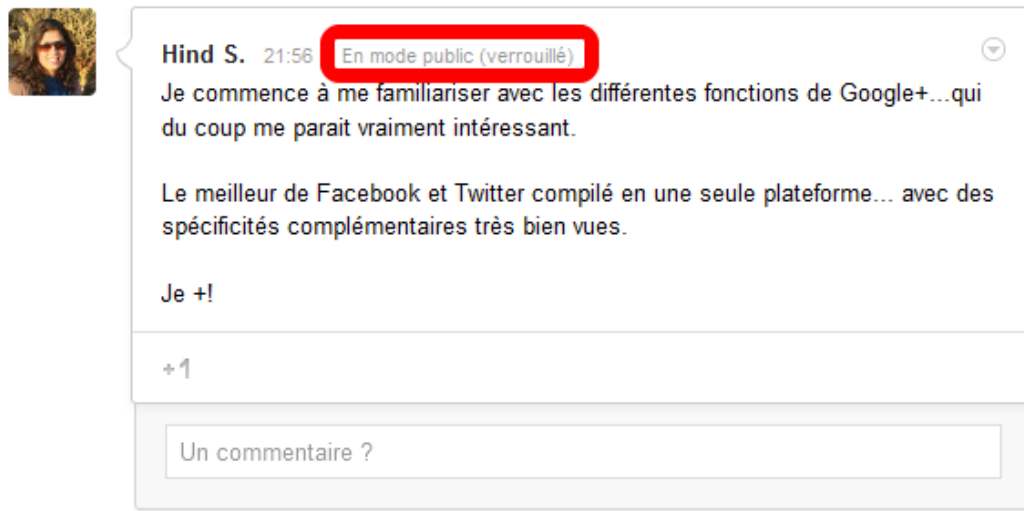 Hind S. 21:56 En mode public (verrouillé)
Je commence à me familiariser avec les différentes fonctions de Google+...qui
du coup me parait vraiment intéressant.
Le meilleur de Facebook et Twitter compilé en une seule plateforme... avec des
spécificités complémentaires très bien vues.
Je +!
+1
Un commentaire ?